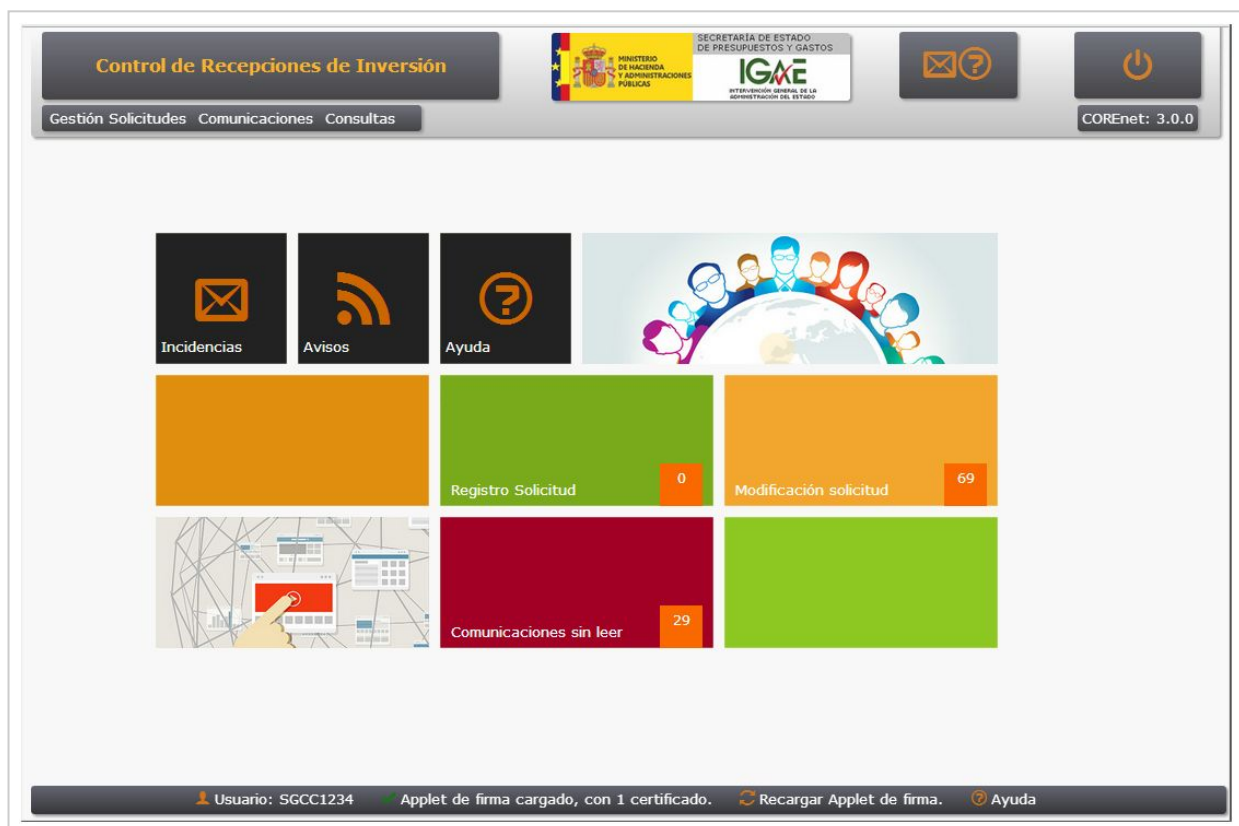 Control de Recepciones de Inversión
MINISTERIO
DE HACIENDA
Y ADMINISTRACIONES
PÚBLICAS
SECRETARÍA DE ESTADO
DE PRESUPUESTOS Y GASTOS
IGAE
INTERVENCIÓN GENERAL DE LA
ADMINISTRACIÓN DEL ESTADO
Gestión Solicitudes Comunicaciones Consultas
COREnet: 3.0.0
Incidencias
Avisos
Ayuda
Registro Solicitud
0
Modificación solicitud
69
Comunicaciones sin leer
29
Usuario: SGCC1234 Applet de firma cargado, con 1 certificado. Recargar Applet de firma. Ayuda